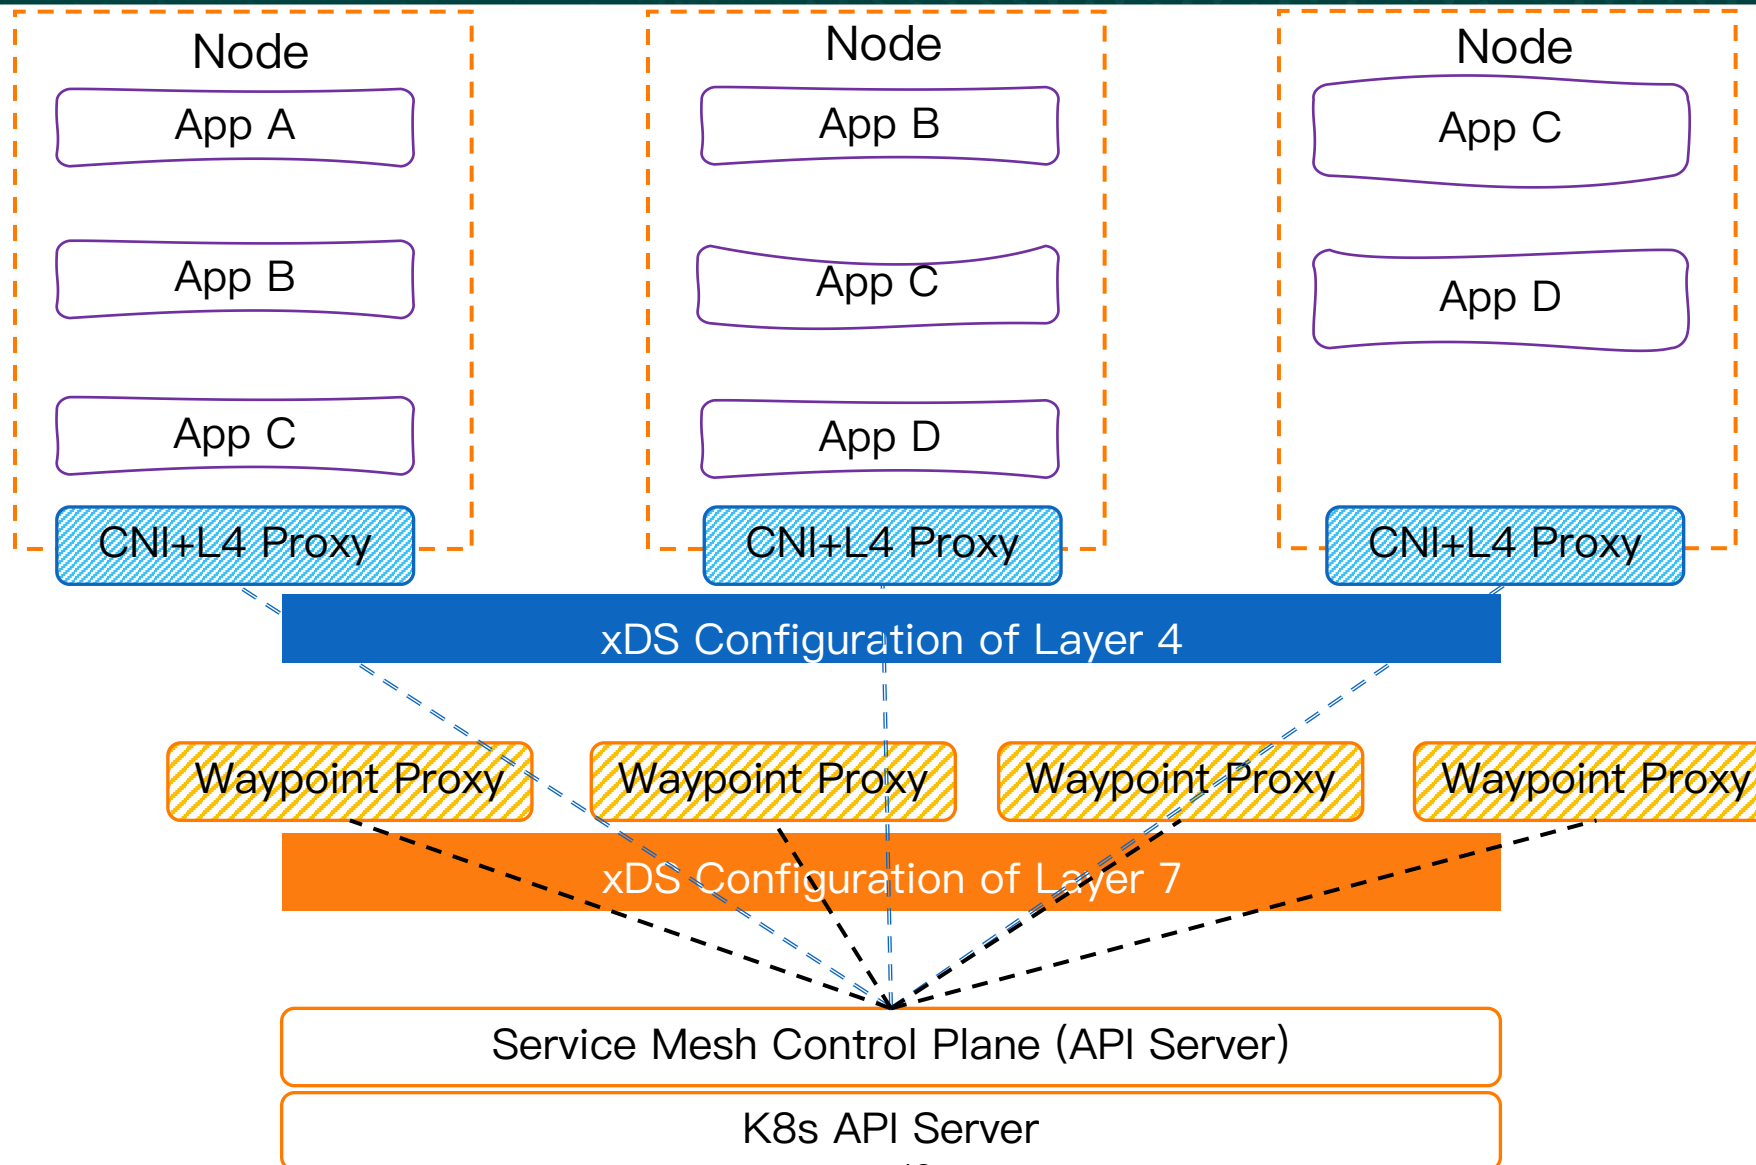 Node
Node
Node
App A
App B
App C
App B
App C
App D
App C
App D
CNI+L4 Proxy
CNI+L4 Proxy
CNI+L4 Proxy
xDS Configuration of Layer 4
Waypoint Proxy
Waypoint Proxy
Waypoint Proxy
Waypoint Proxy
xDS Configuration of Layer 7
Service Mesh Control Plane (API Server)
K8s API Server